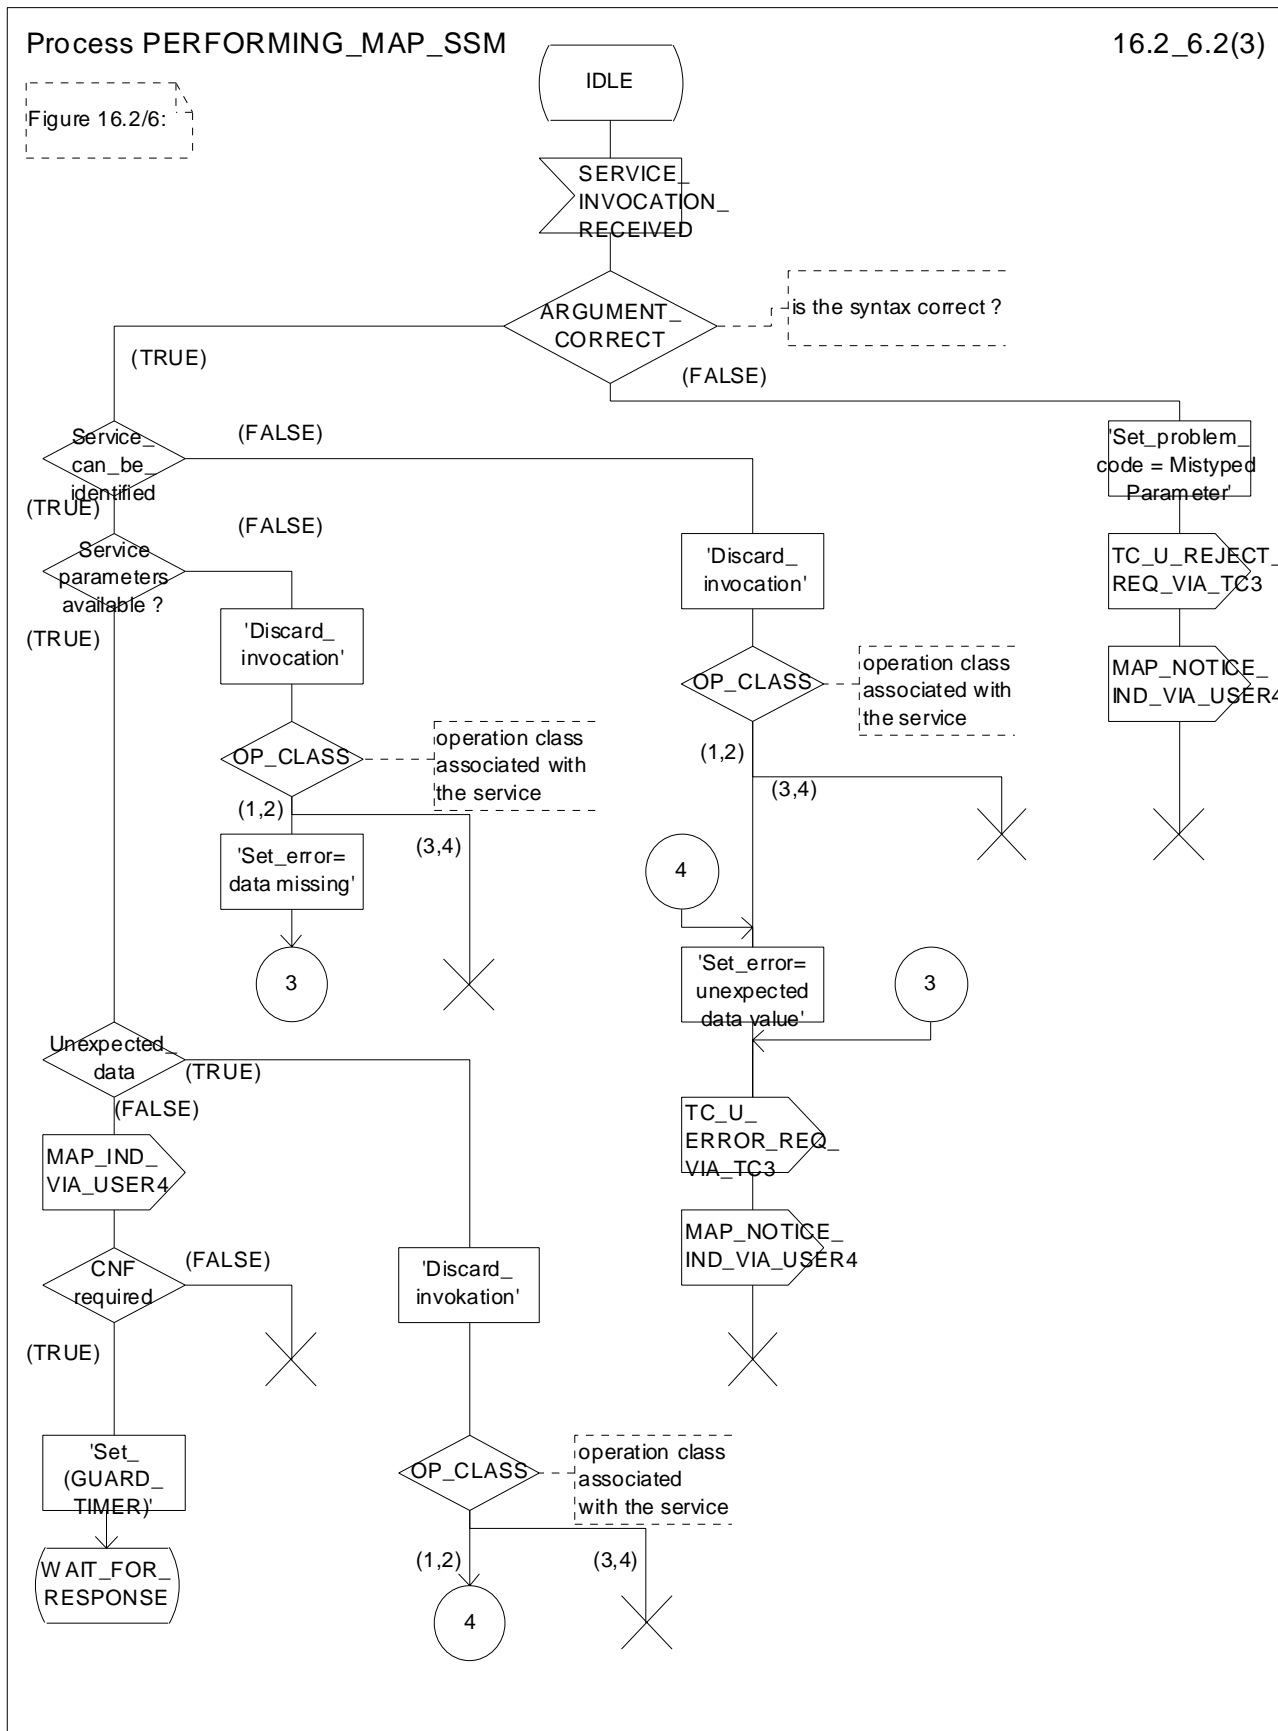 Process PERFORMING_MAP_SSM
16.2_6.2(3)
Figure 16.2/6:
IDLE
SERVICE_
INVOCATION_
RECEIVED
ARGUMENT_
CORRECT
is the syntax correct ?
(TRUE)
(FALSE)
Service_
can_be_
identified
(FALSE)
'Set_problem_
code = Mistyped
Parameter'
(TRUE)
Service
parameters
available ?
(FALSE)
'Discard_
invocation'
TC_U_REJECT_
REQ_VIA_TC3
(TRUE)
'Discard_
invocation'
OP_CLASS
operation class
associated with
the service
MAP_NOTICE_
IND_VIA_USER4
OP_CLASS
operation class
associated with
the service
(1,2)
(3,4)
(1,2)
(3,4)
'Set_error=
data missing'
4
3
'Set_error=
unexpected
data value'
3
Unexpected_
data
(TRUE)
(FALSE)
TC_U_
ERROR_REQ_
VIA_TC3
MAP_IND_
VIA_USER4
MAP_NOTICE_
IND_VIA_USER4
CNF
required
(FALSE)
'Discard_
invokation'
(TRUE)
'Set_
(GUARD_
TIMER)'
OP_CLASS
operation class
associated
with the service
(1,2)
(3,4)
WAIT_FOR_
RESPONSE
4